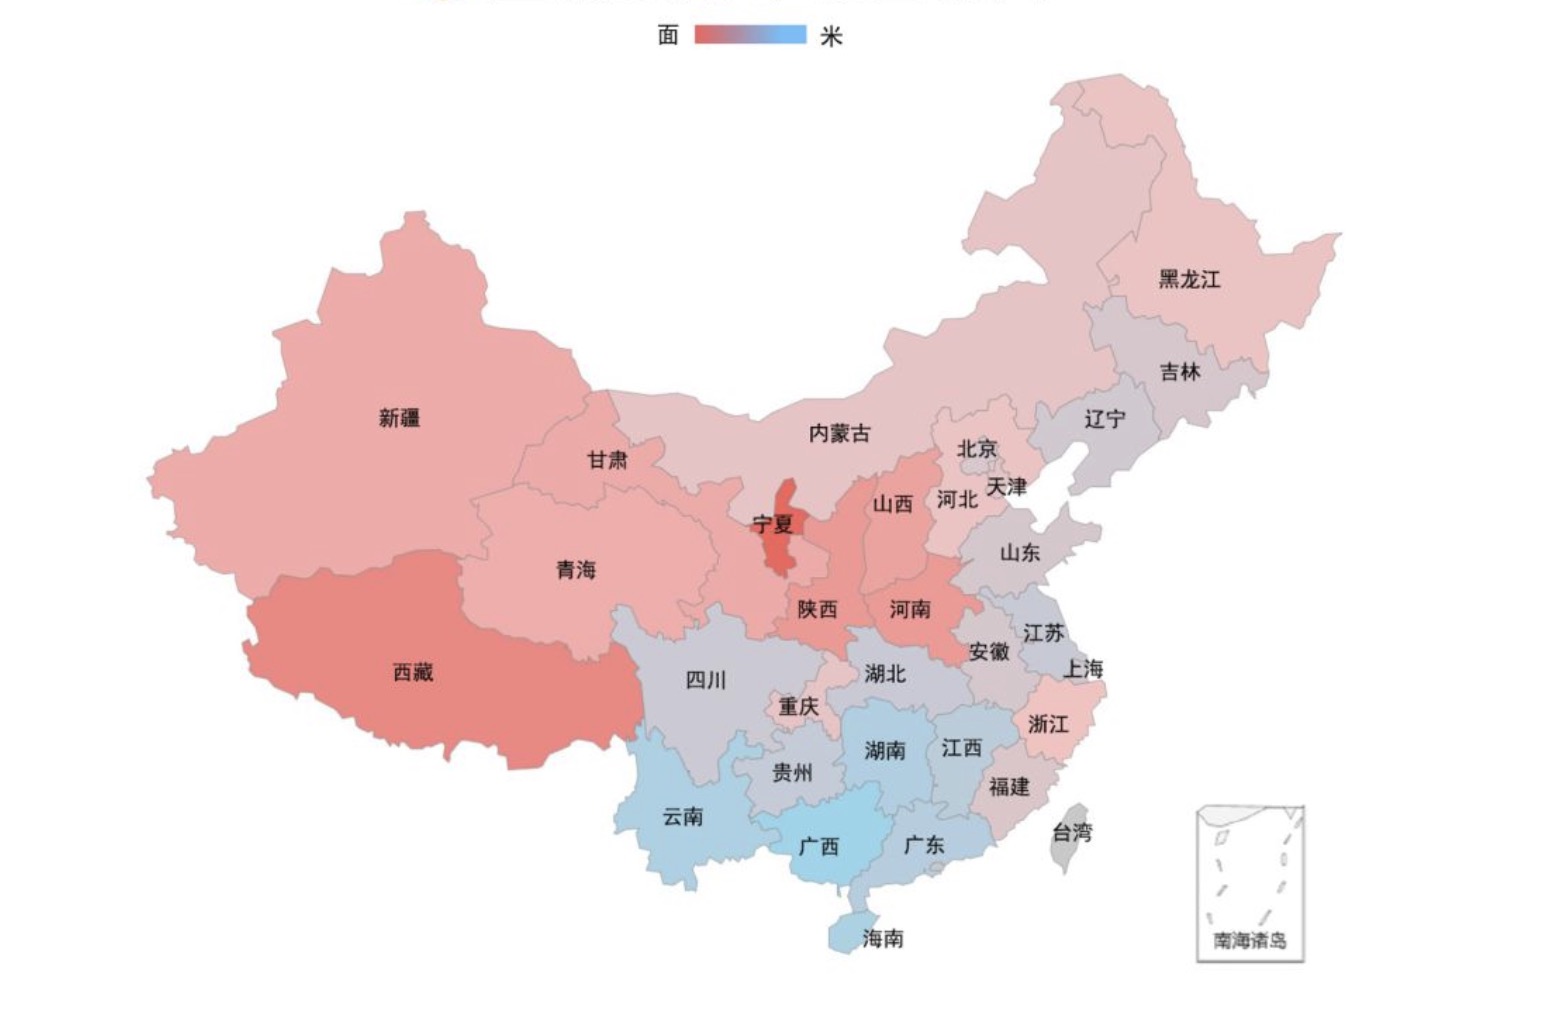 面 米
黑龙江
吉林
新疆
辽宁
内蒙古
北京
甘肃
天津
河北
山西
宁夏
山东
青海
陕西
河南
江苏
安徽
上海
西藏
湖北
四川
重庆
浙江
江西
湖南
贵州
福建
云南
台湾
广东
广西
海南
南海诸岛